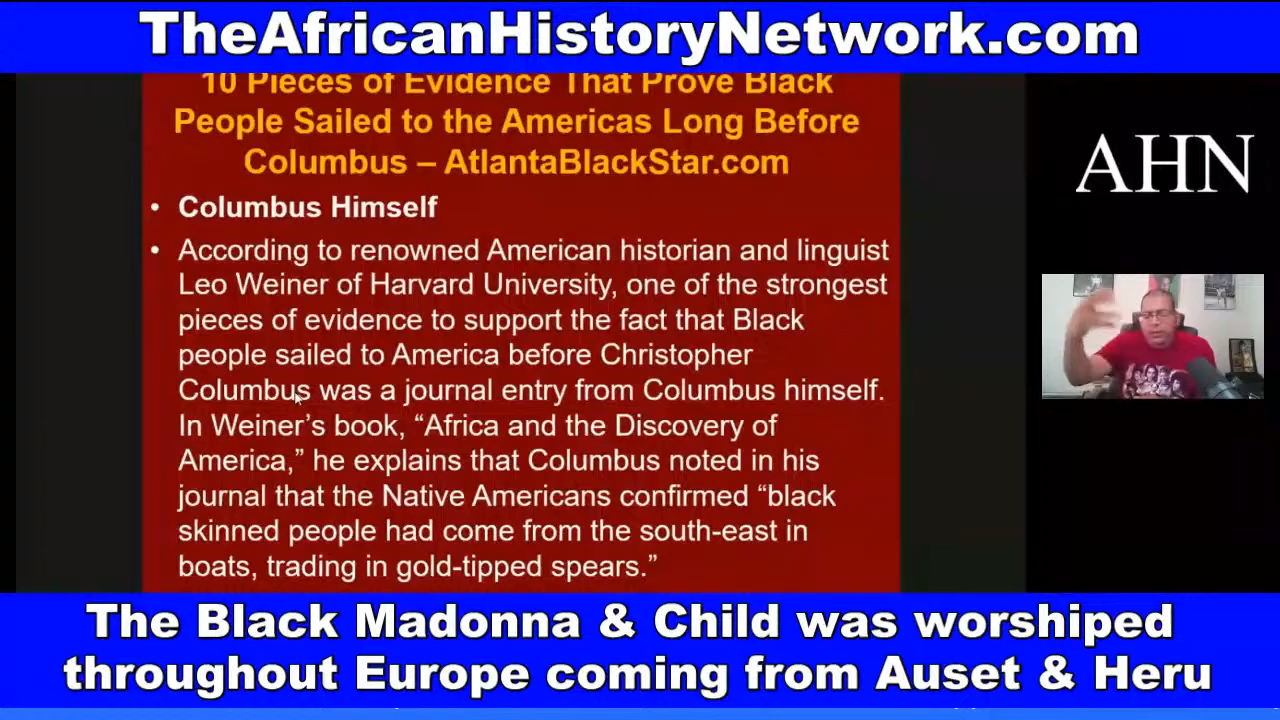 TheAfricanHistoryNetwork.com
10 Pieces of Evidence That Prove Black
People Sailed to the Americas Long Before
Columbus – AtlantaBlackStar.com
• Columbus Himself
• According to renowned American historian and linguist
Leo Weiner of Harvard University, one of the strongest
pieces of evidence to support the fact that Black
people sailed to America before Christopher
Columbus was a journal entry from Columbus himself.
In Weiner’s book, “Africa and the Discovery of
America,” he explains that Columbus noted in his
journal that the Native Americans confirmed “black
skinned people had come from the south-east in
boats, trading in gold-tipped spears.”
AHN
The Black Madonna & Child was worshiped
throughout Europe coming from Auset & Heru